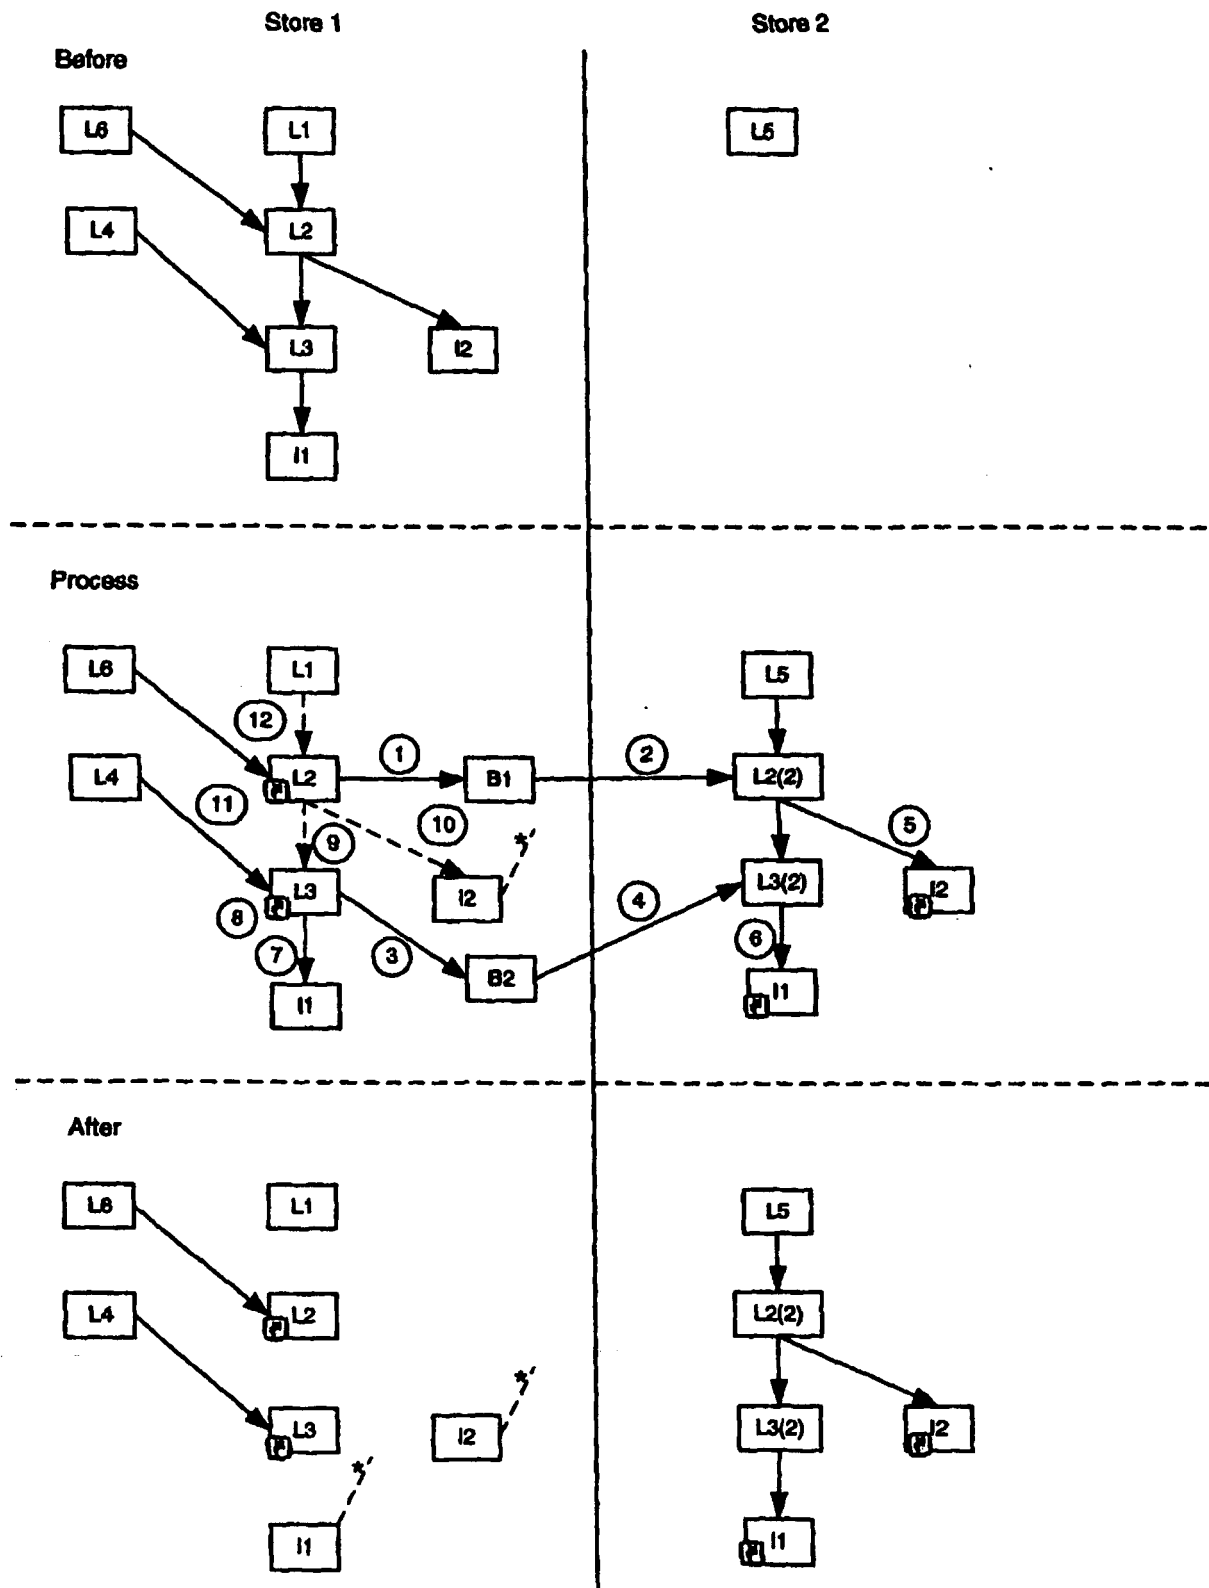 Store 1 Store 2
Before
L6 L1 L5
L4 L2
L3 I2
I1
Process
L6 L1 L5
12 1 2
L4 L2 B1 L2(2)
11 10 5
9
L3 I2 L3(2) I2
8 4
7 3 6
B2 I1
I1
After
L6 L1 L5
L4 L2 L2(2)
L3 I2 L3(2) I2
I1 I1